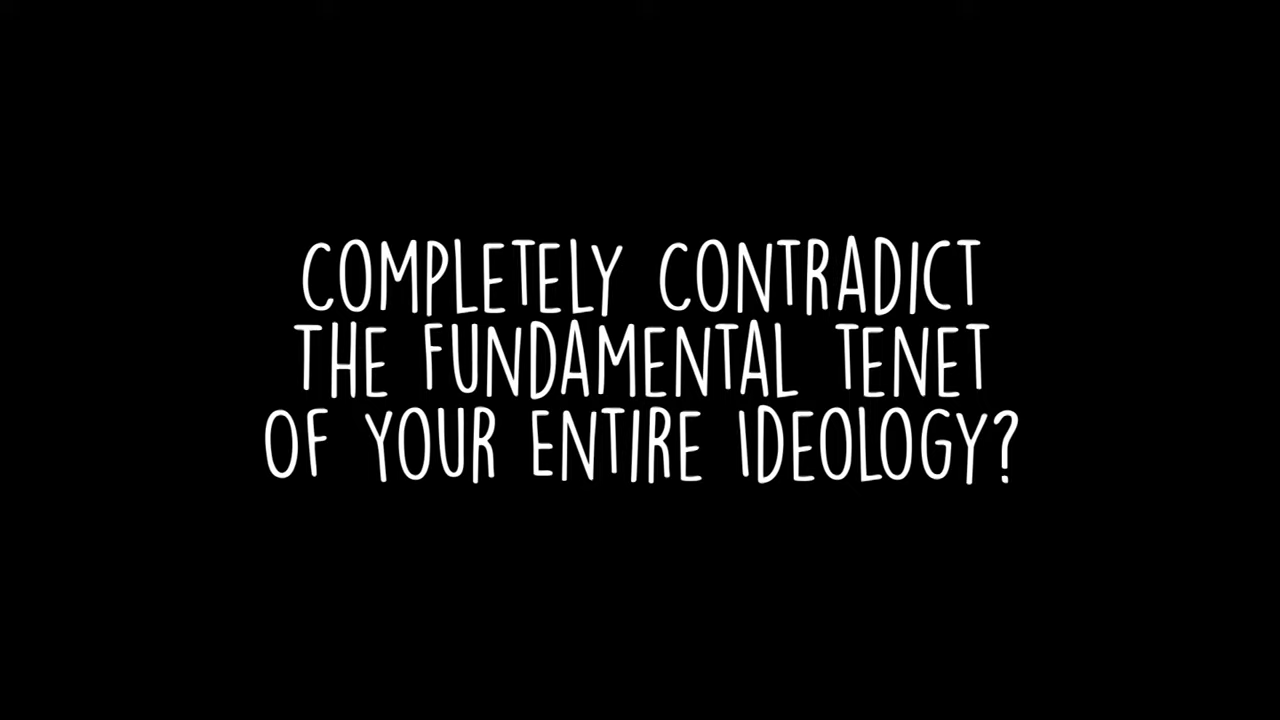 COMPLETELY CONTRADICT
THE FUNDAMENTAL TENET
OF YOUR ENTIRE IDEOLOGY?